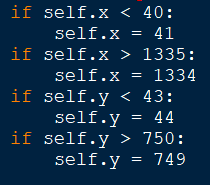 if self.x < 40:
    self.x = 41
if self.x > 1335:
    self.x = 1334
if self.y < 43:
    self.y = 44
if self.y > 750:
    self.y = 749